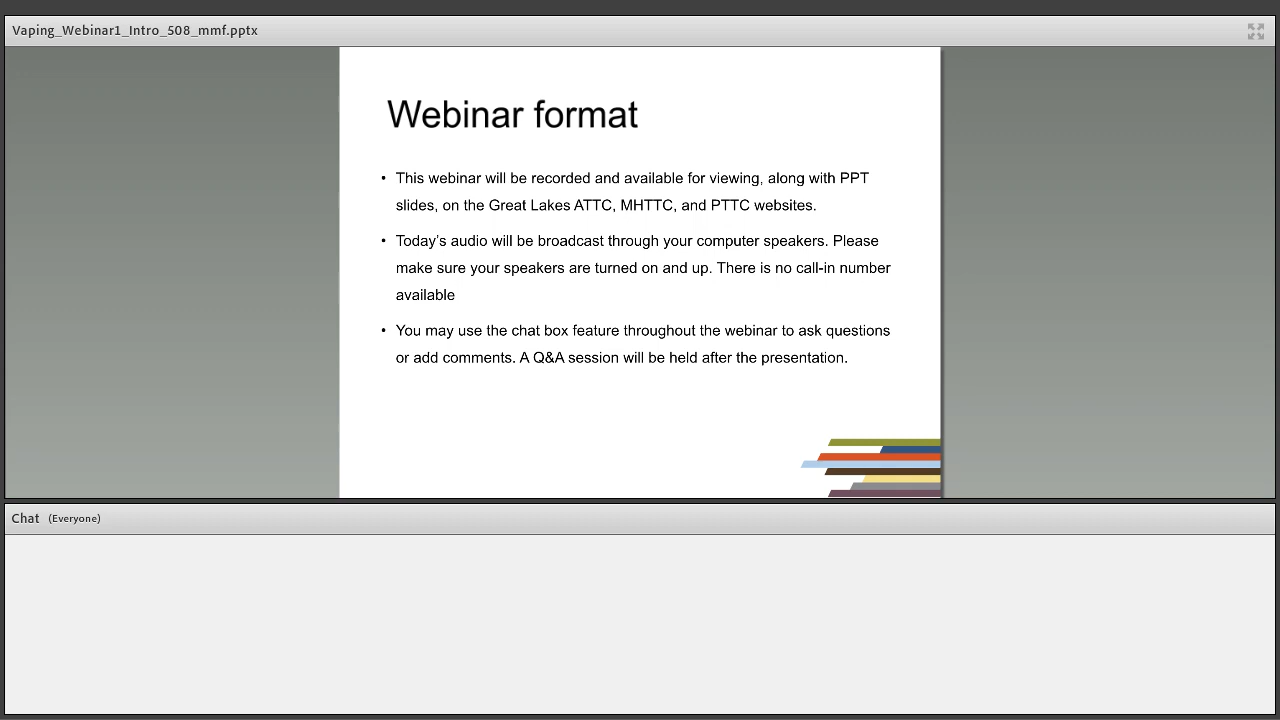 Vaping_Webinar1_Intro_508_mmf.pptx
Webinar format
• This webinar will be recorded and available for viewing, along with PPT
slides, on the Great Lakes ATTC, MHTTC, and PTTC websites.
• Today’s audio will be broadcast through your computer speakers. Please
make sure your speakers are turned on and up. There is no call-in number
available
• You may use the chat box feature throughout the webinar to ask questions
or add comments. A Q&A session will be held after the presentation.
Chat (Everyone)